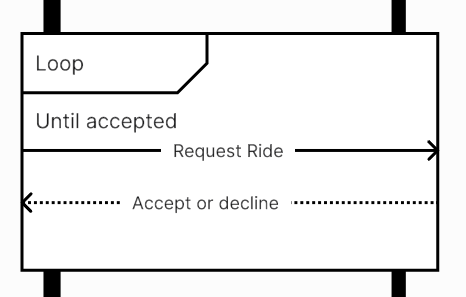 Loop
Until accepted
Request Ride
Accept or decline